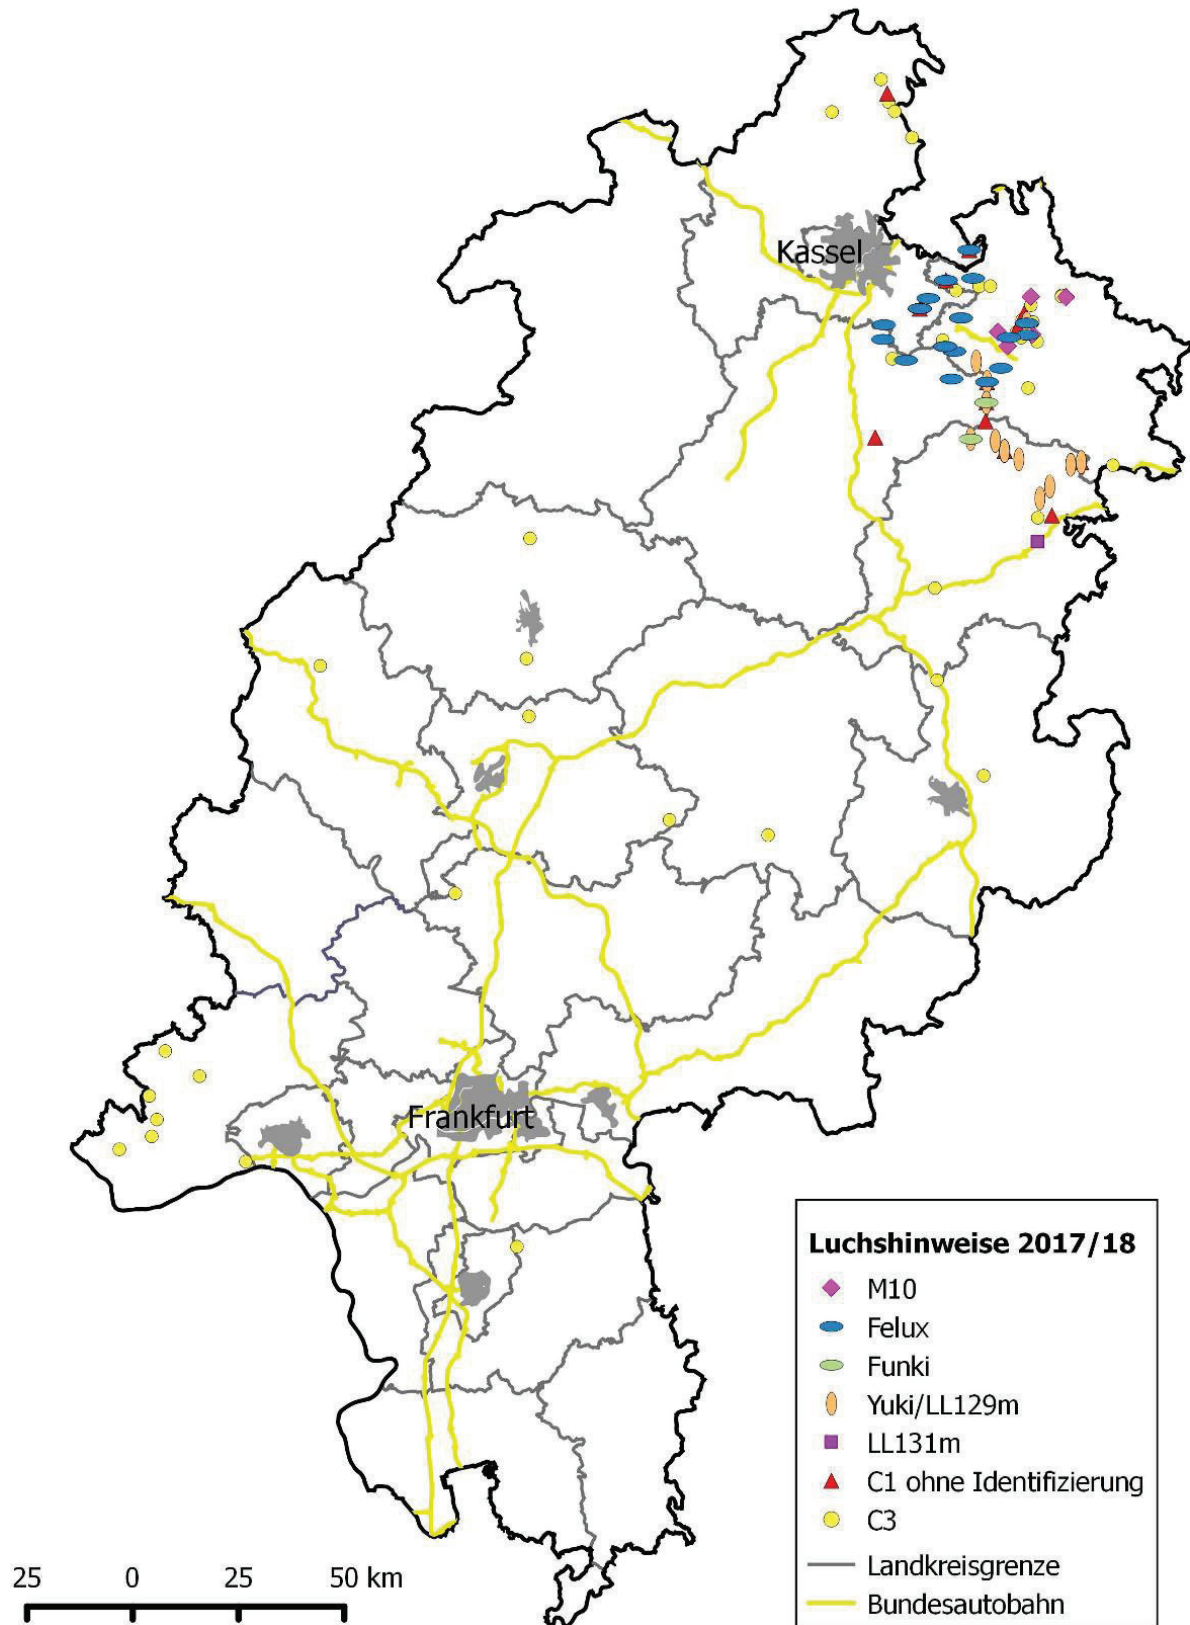 Kassel
Frankfurt
Luchshinweise 2017/18
M10
Felux
Funki
Yuki/LL129m
LL131m
C1 ohne Identifizierung
C3
Landkreisgrenze
Bundesautobahn
25 0 25 50 km